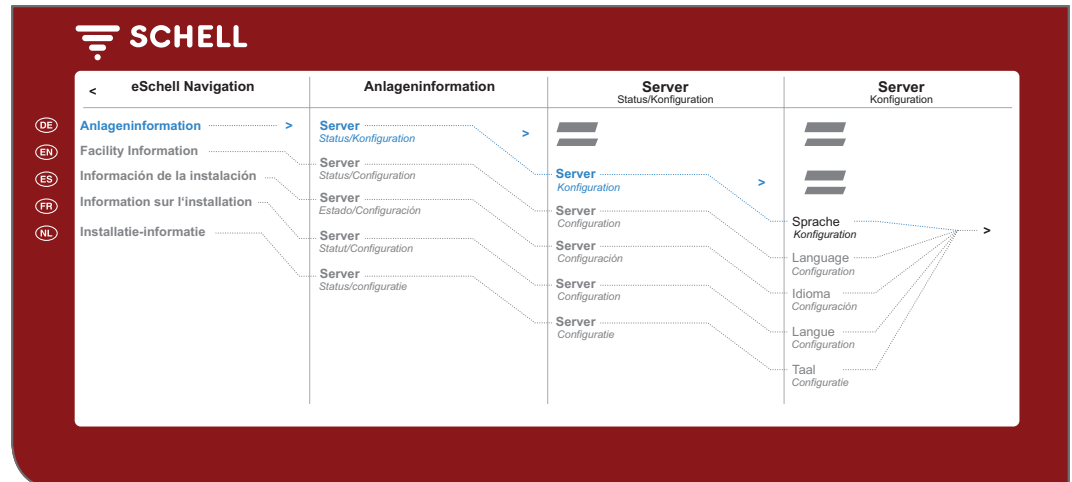 SCHELL
< eSchell Navigation
Anlageninformation
Server
Status/Konfiguration
Server
Konfiguration
DE
Anlageninformation >
EN
Facility Information
ES
Información de la instalación
FR
Information sur l'installation
NL
Installatie-informatie
Server >
Status/Konfiguration
Server
Status/Configuration
Server
Estado/Configuración
Server
Statut/Configuration
Server
Status/configuratie
Server >
Konfiguration
Server
Configuration
Server
Configuración
Server
Configuration
Server
Configuratie
Sprache >
Konfiguration
Language
Configuration
Idioma
Configuración
Langue
Configuration
Taal
Configuratie